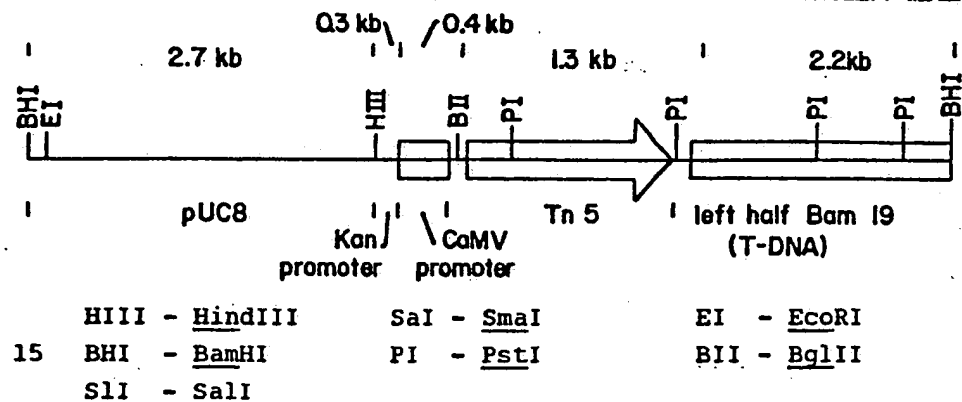 0.3 kb 0.4 kb
2.7 kb 1.3 kb 2.2kb
BHI EI HIII BII PI PI PI PI BHI
pUC8 Tn 5 left half Bam 19
Kan CaMV (T-DNA)
promoter promoter
HIII - HindIII SaI - SmaI EI - EcoRI
15 BHI - BamHI PI - PstI BII - BglII
SlI - SalI